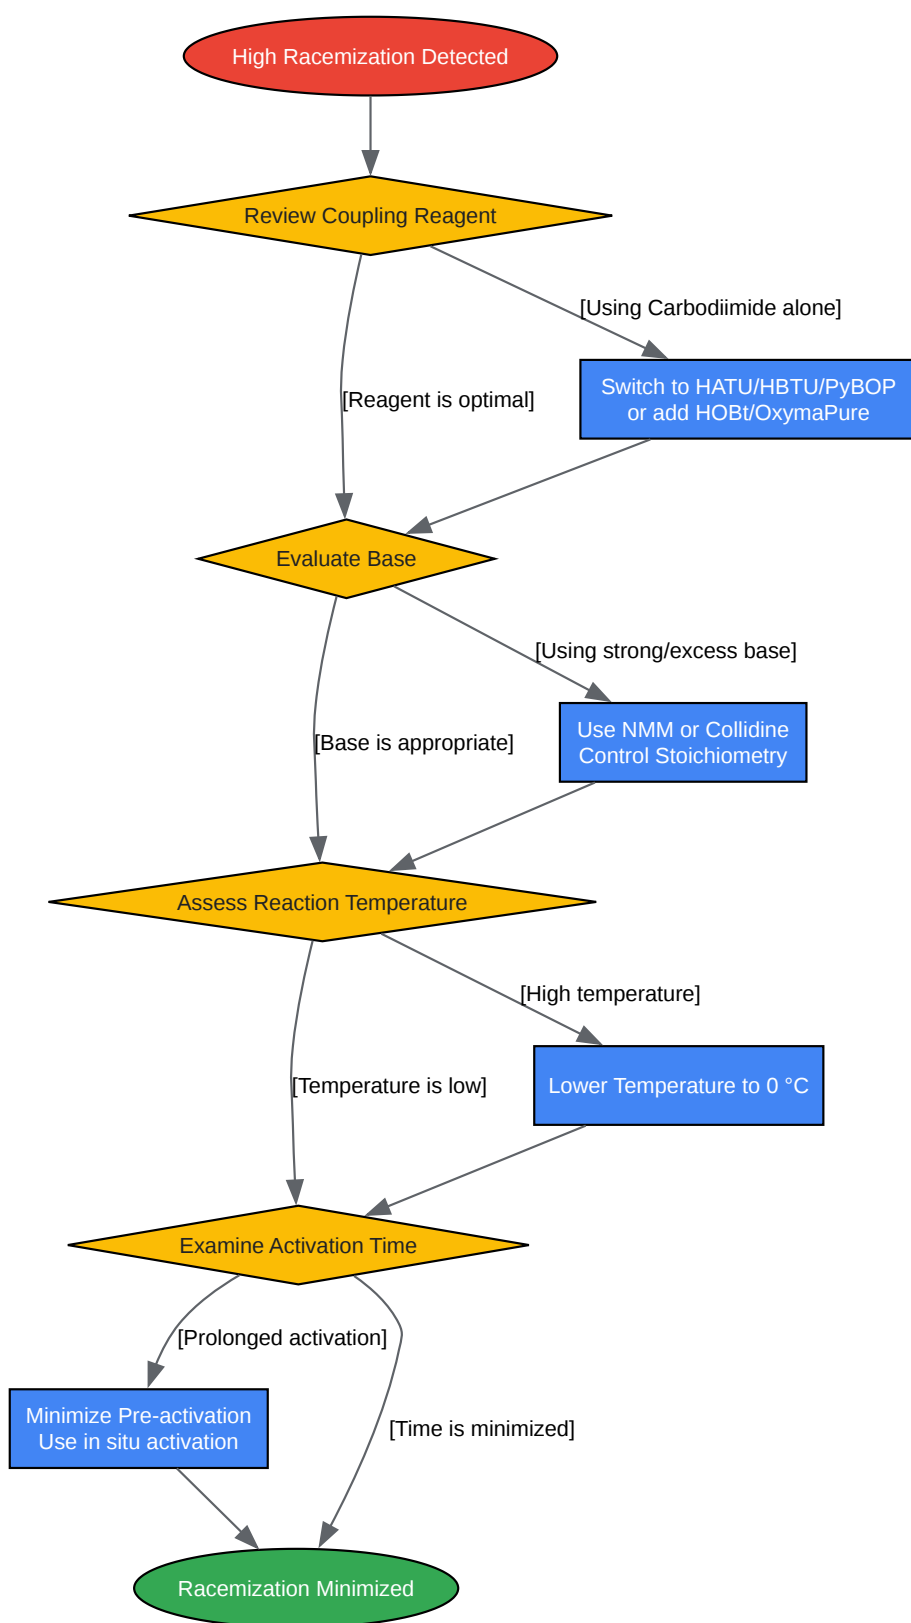 High Racemization Detected
Review Coupling Reagent
[Using Carbodiimide alone]
Switch to HATU/HBTU/PyBOP
or add HOBt/OxymaPure
[Reagent is optimal]
Evaluate Base
[Using strong/excess base]
Use NMM or Collidine
Control Stoichiometry
[Base is appropriate]
Assess Reaction Temperature
[High temperature]
Lower Temperature to 0 °C
[Temperature is low]
Examine Activation Time
[Prolonged activation]
Minimize Pre-activation
Use in situ activation
[Time is minimized]
Racemization Minimized